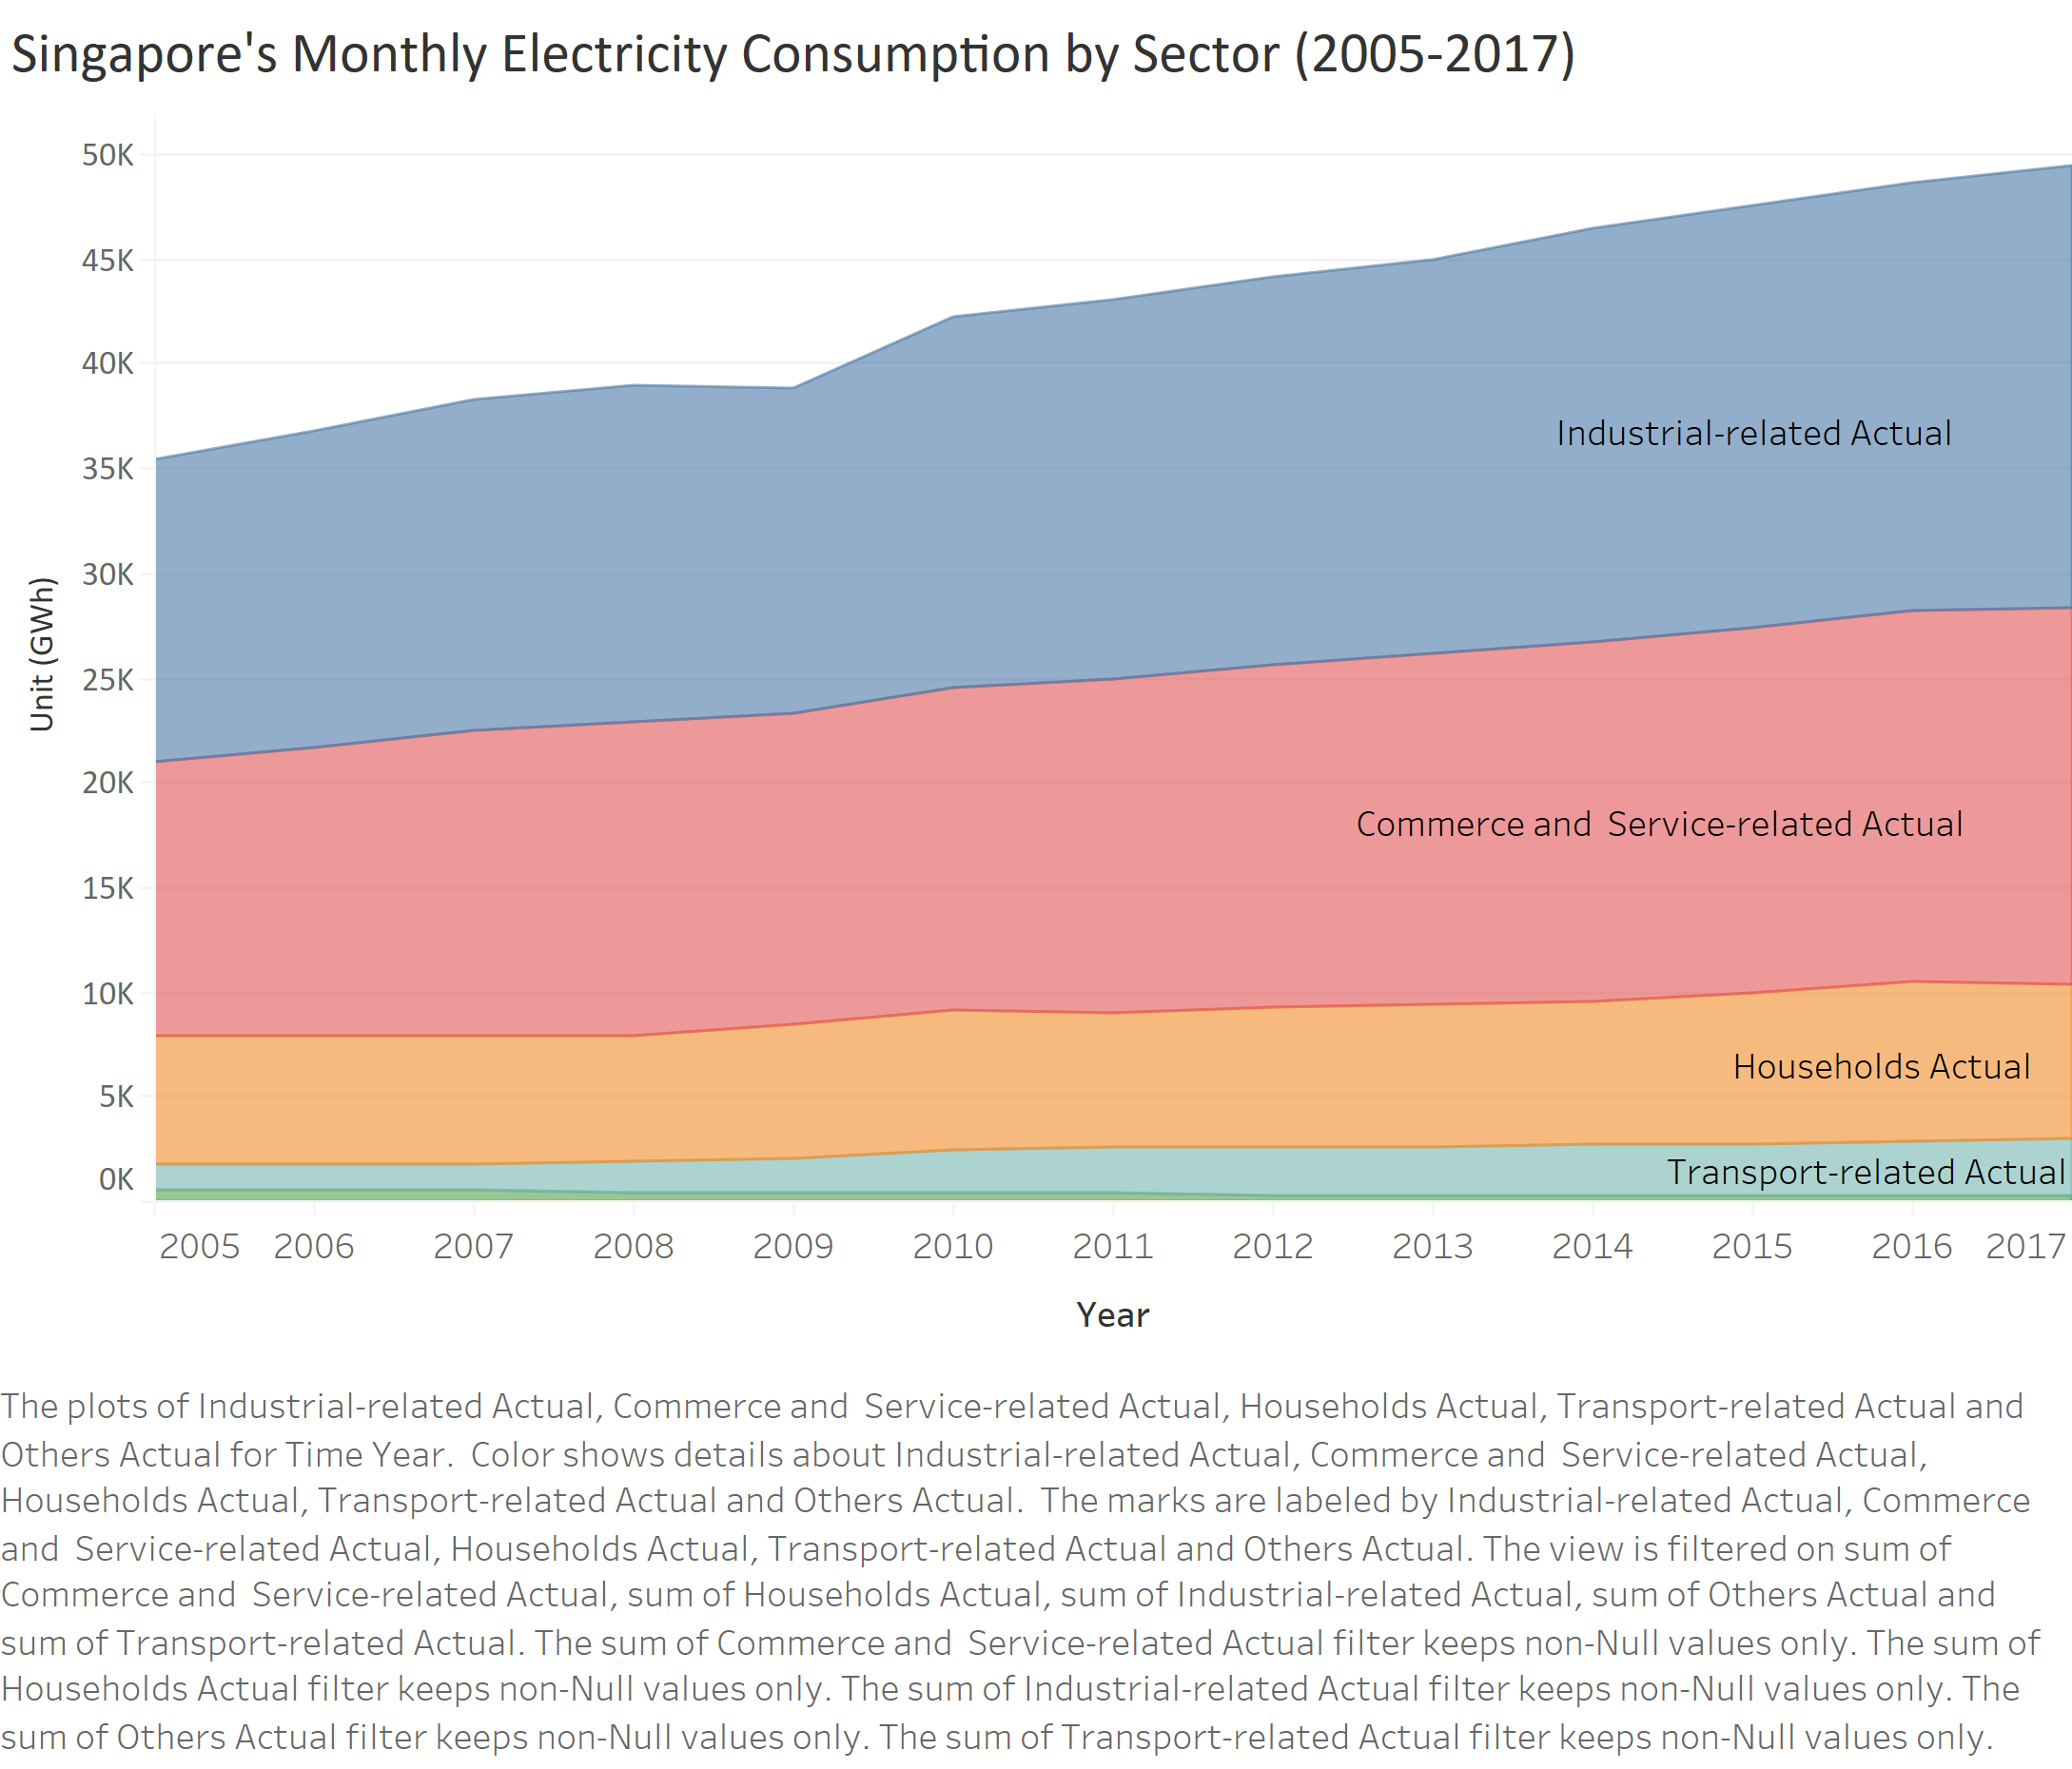 Singapore's Monthly Electricity Consumption by Sector (2005-2017)
50K
45K
40K
35K
30K
25K
20K
15K
10K
5K
0K
Unit (GWh)
Industrial-related Actual
Commerce and  Service-related Actual
Households Actual
Transport-related Actual
2005 2006 2007 2008 2009 2010 2011 2012 2013 2014 2015 2016 2017
Year
The plots of Industrial-related Actual, Commerce and  Service-related Actual, Households Actual, Transport-related Actual and
Others Actual for Time Year.  Color shows details about Industrial-related Actual, Commerce and  Service-related Actual,
Households Actual, Transport-related Actual and Others Actual.  The marks are labeled by Industrial-related Actual, Commerce
and  Service-related Actual, Households Actual, Transport-related Actual and Others Actual. The view is filtered on sum of
Commerce and  Service-related Actual, sum of Households Actual, sum of Industrial-related Actual, sum of Others Actual and
sum of Transport-related Actual. The sum of Commerce and  Service-related Actual filter keeps non-Null values only. The sum of
Households Actual filter keeps non-Null values only. The sum of Industrial-related Actual filter keeps non-Null values only. The
sum of Others Actual filter keeps non-Null values only. The sum of Transport-related Actual filter keeps non-Null values only.